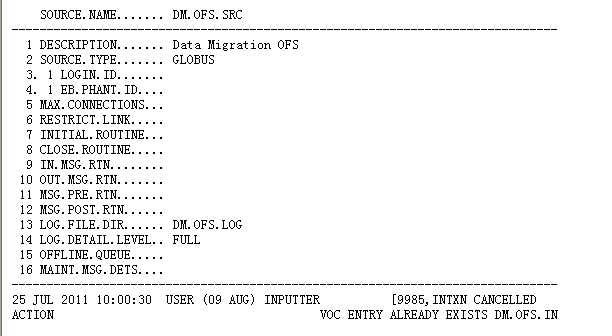 SOURCE.NAME....... DM.OFS.SRC
1 DESCRIPTION....... Data Migration OFS
2 SOURCE.TYPE....... GLOBUS
3. 1 LOGIN.ID.......
4. 1 EB.PHANT.ID....
5 MAX.CONNECTIONS...
6 RESTRICT.LINK.....
7 INITIAL.ROUTINE...
8 CLOSE.ROUTINE.....
9 IN.MSG.RTN........
10 OUT.MSG.RTN.......
11 MSG.PRE.RTN.......
12 MSG.POST.RTN......
13 LOG.FILE.DIR...... DM.OFS.LOG
14 LOG.DETAIL.LEVEL.. FULL
15 OFFLINE.QUEUE.....
16 MAINT.MSG.DETS....
25 JUL 2011 10:00:30 USER (09 AUG) INPUTTER [9985,INTXN CANCELLED
ACTION VOC ENTRY ALREADY EXISTS DM.OFS.IN